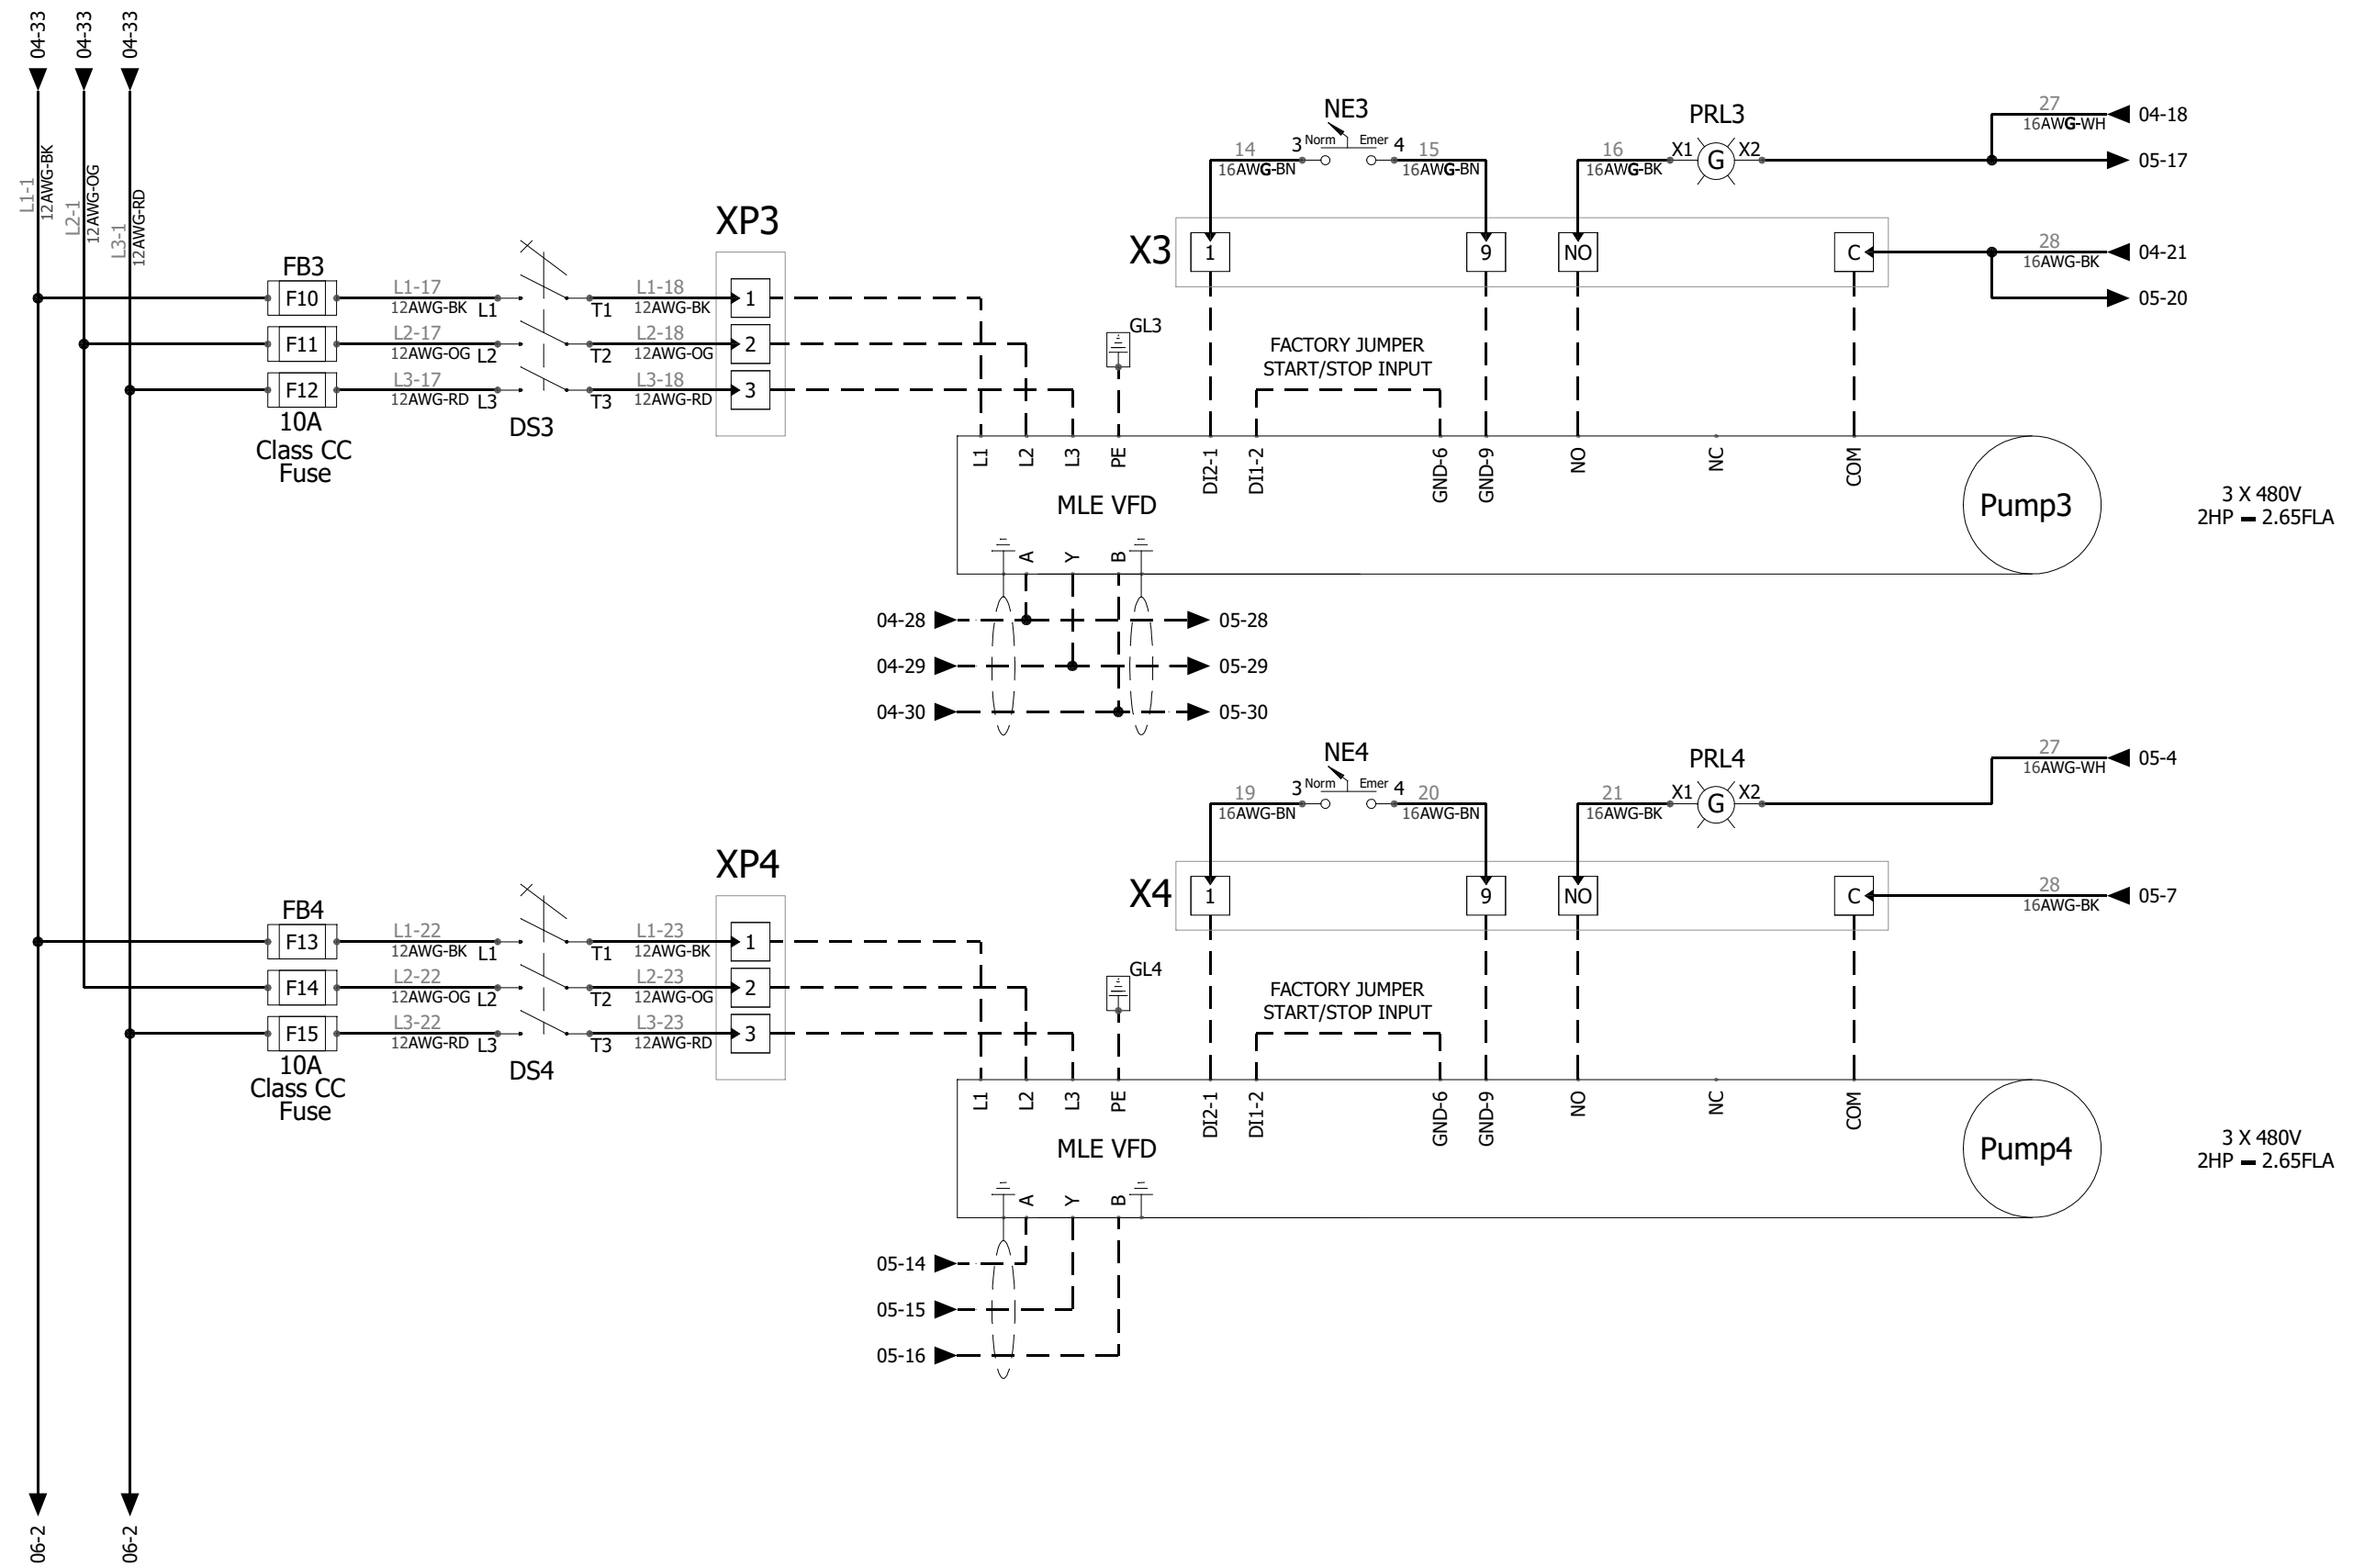 04-33
04-33
04-33
L1-1
12AWG-BK
L2-1
12AWG-OG
L3-1
12AWG-RD
NE3
3 Norm Emer 4
14
16AWG-BN
15
16AWG-BN
PRL3
16
16AWG-BK
X1 G X2
27
16AWG-WH
04-18
05-17
XP3
X3
1
9
NO
C
28
16AWG-BK
04-21
05-20
FB3
F10
L1-17
12AWG-BK
L1
T1
L1-18
12AWG-BK
1
F11
L2-17
12AWG-OG
L2
T2
L2-18
12AWG-OG
2
F12
L3-17
12AWG-RD
L3
T3
L3-18
12AWG-RD
3
10A
Class CC
Fuse
DS3
GL3
FACTORY JUMPER
START/STOP INPUT
L1
L2
L3
PE
DI2-1
DI1-2
GND-6
GND-9
NO
NC
COM
MLE VFD
Pump3
3 X 480V
2HP - 2.65FLA
A
Y
B
04-28
05-28
04-29
05-29
04-30
05-30
NE4
3 Norm Emer 4
19
16AWG-BN
20
16AWG-BN
PRL4
21
16AWG-BK
X1 G X2
27
16AWG-WH
05-4
XP4
X4
1
9
NO
C
28
16AWG-BK
05-7
FB4
F13
L1-22
12AWG-BK
L1
T1
L1-23
12AWG-BK
1
F14
L2-22
12AWG-OG
L2
T2
L2-23
12AWG-OG
2
F15
L3-22
12AWG-RD
L3
T3
L3-23
12AWG-RD
3
10A
Class CC
Fuse
DS4
GL4
FACTORY JUMPER
START/STOP INPUT
L1
L2
L3
PE
DI2-1
DI1-2
GND-6
GND-9
NO
NC
COM
MLE VFD
Pump4
3 X 480V
2HP - 2.65FLA
A
Y
B
05-14
05-15
05-16
06-2
06-2